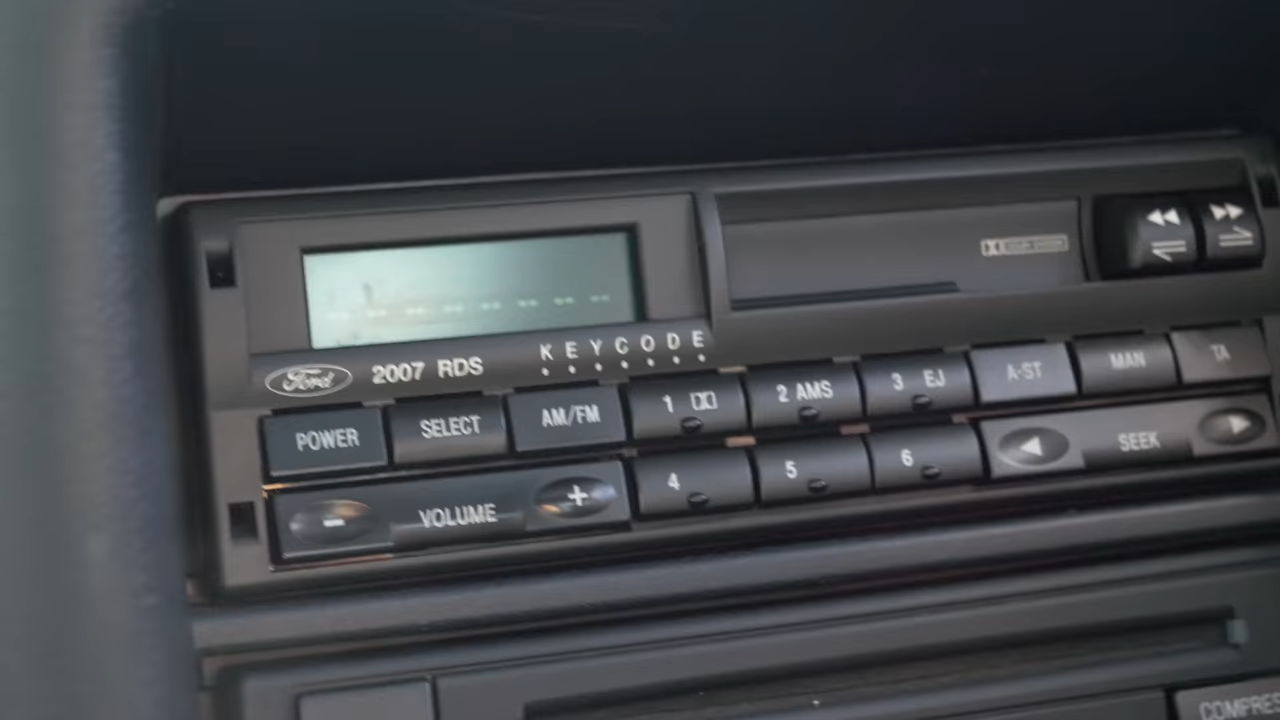 Ford
2007 RDS
KEYCODE
POWER
SELECT
AM/FM
1
2 AMS
3 EJ
A-ST
MAN
TA
VOLUME
4
5
6
SEEK